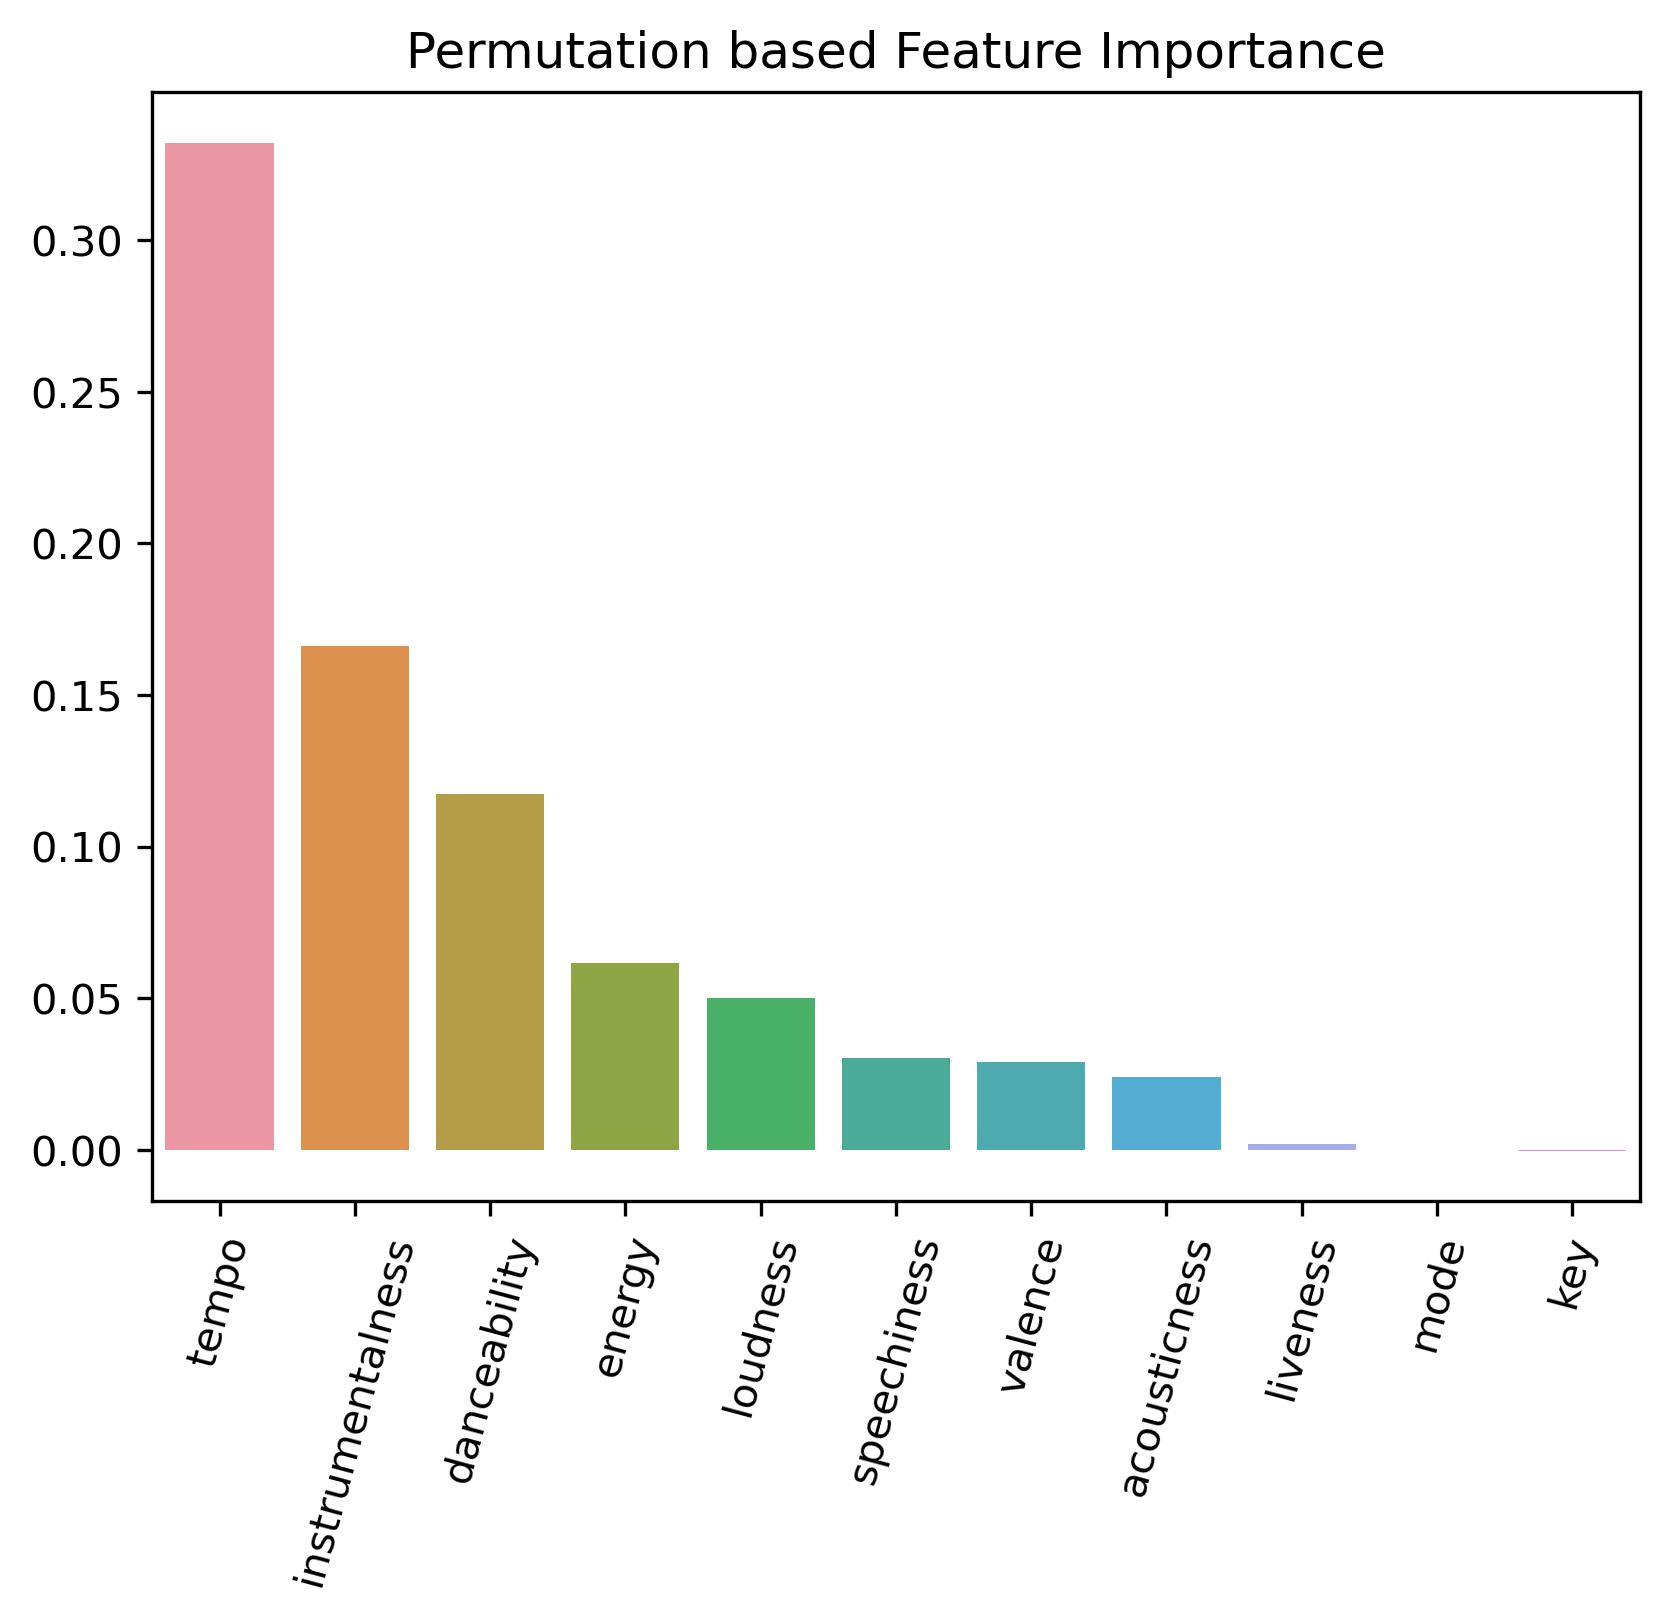 Permutation based Feature Importance
0.30
0.25
0.20
0.15
0.10
0.05
0.00
tempo
instrumentalness
danceability
energy
loudness
speechiness
valence
acousticness
liveness
mode
key